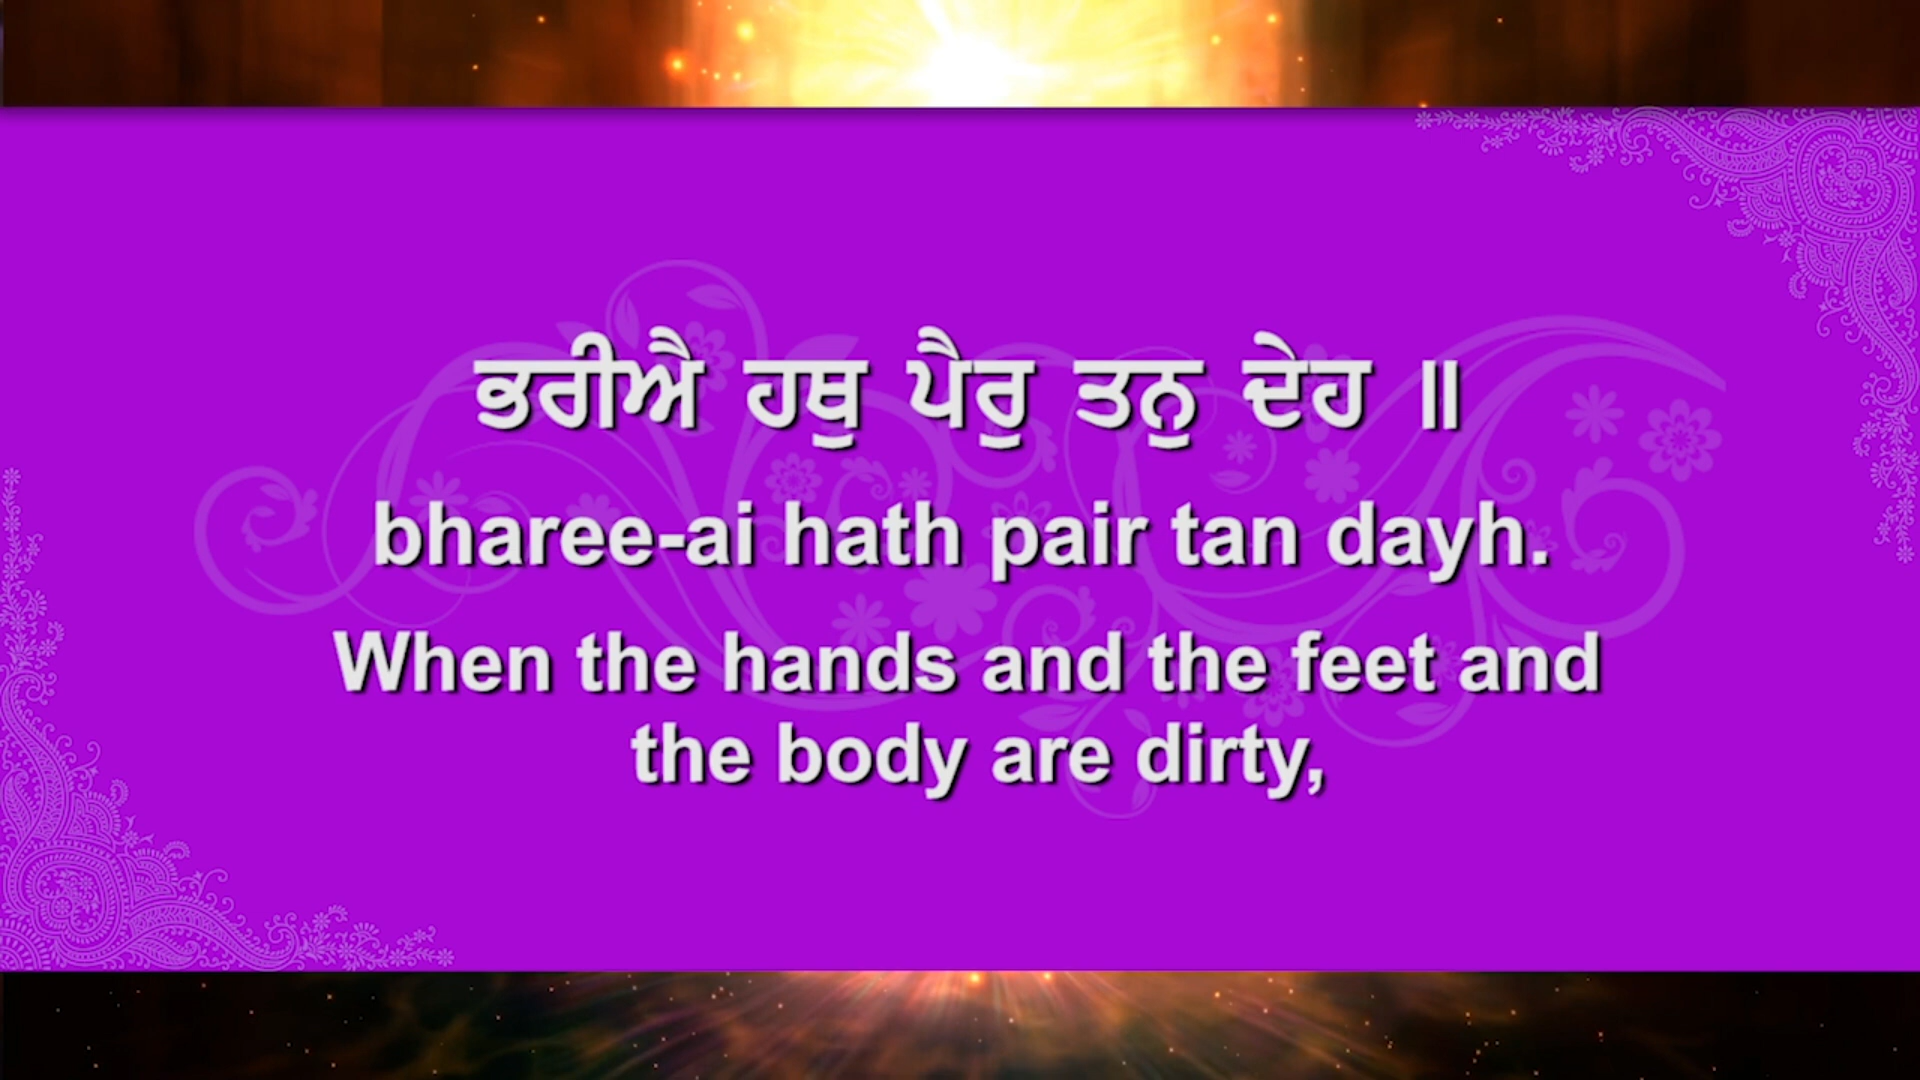 ਭਰੀਐ ਹਥੁ ਪੈਰੁ ਤਨੁ ਦੇਹ ॥
bharee-ai hath pair tan dayh.
When the hands and the feet and
the body are dirty,